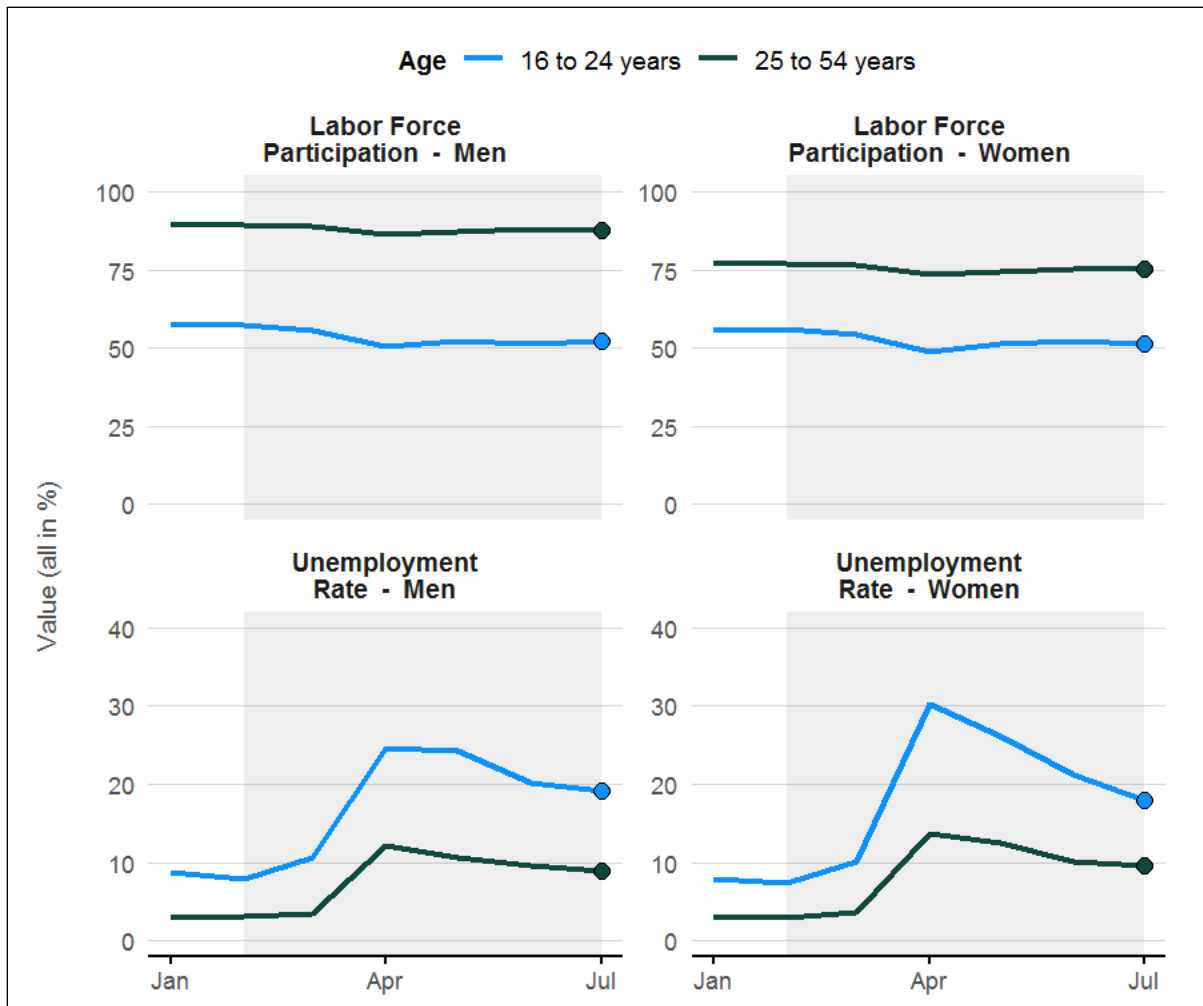 Age 16 to 24 years 25 to 54 years
Labor Force
Participation - Men
Labor Force
Participation - Women
100
75
50
25
0
100
75
50
25
0
Value (all in %)
Unemployment
Rate - Men
Unemployment
Rate - Women
40
30
20
10
0
40
30
20
10
0
Jan Apr Jul
Jan Apr Jul